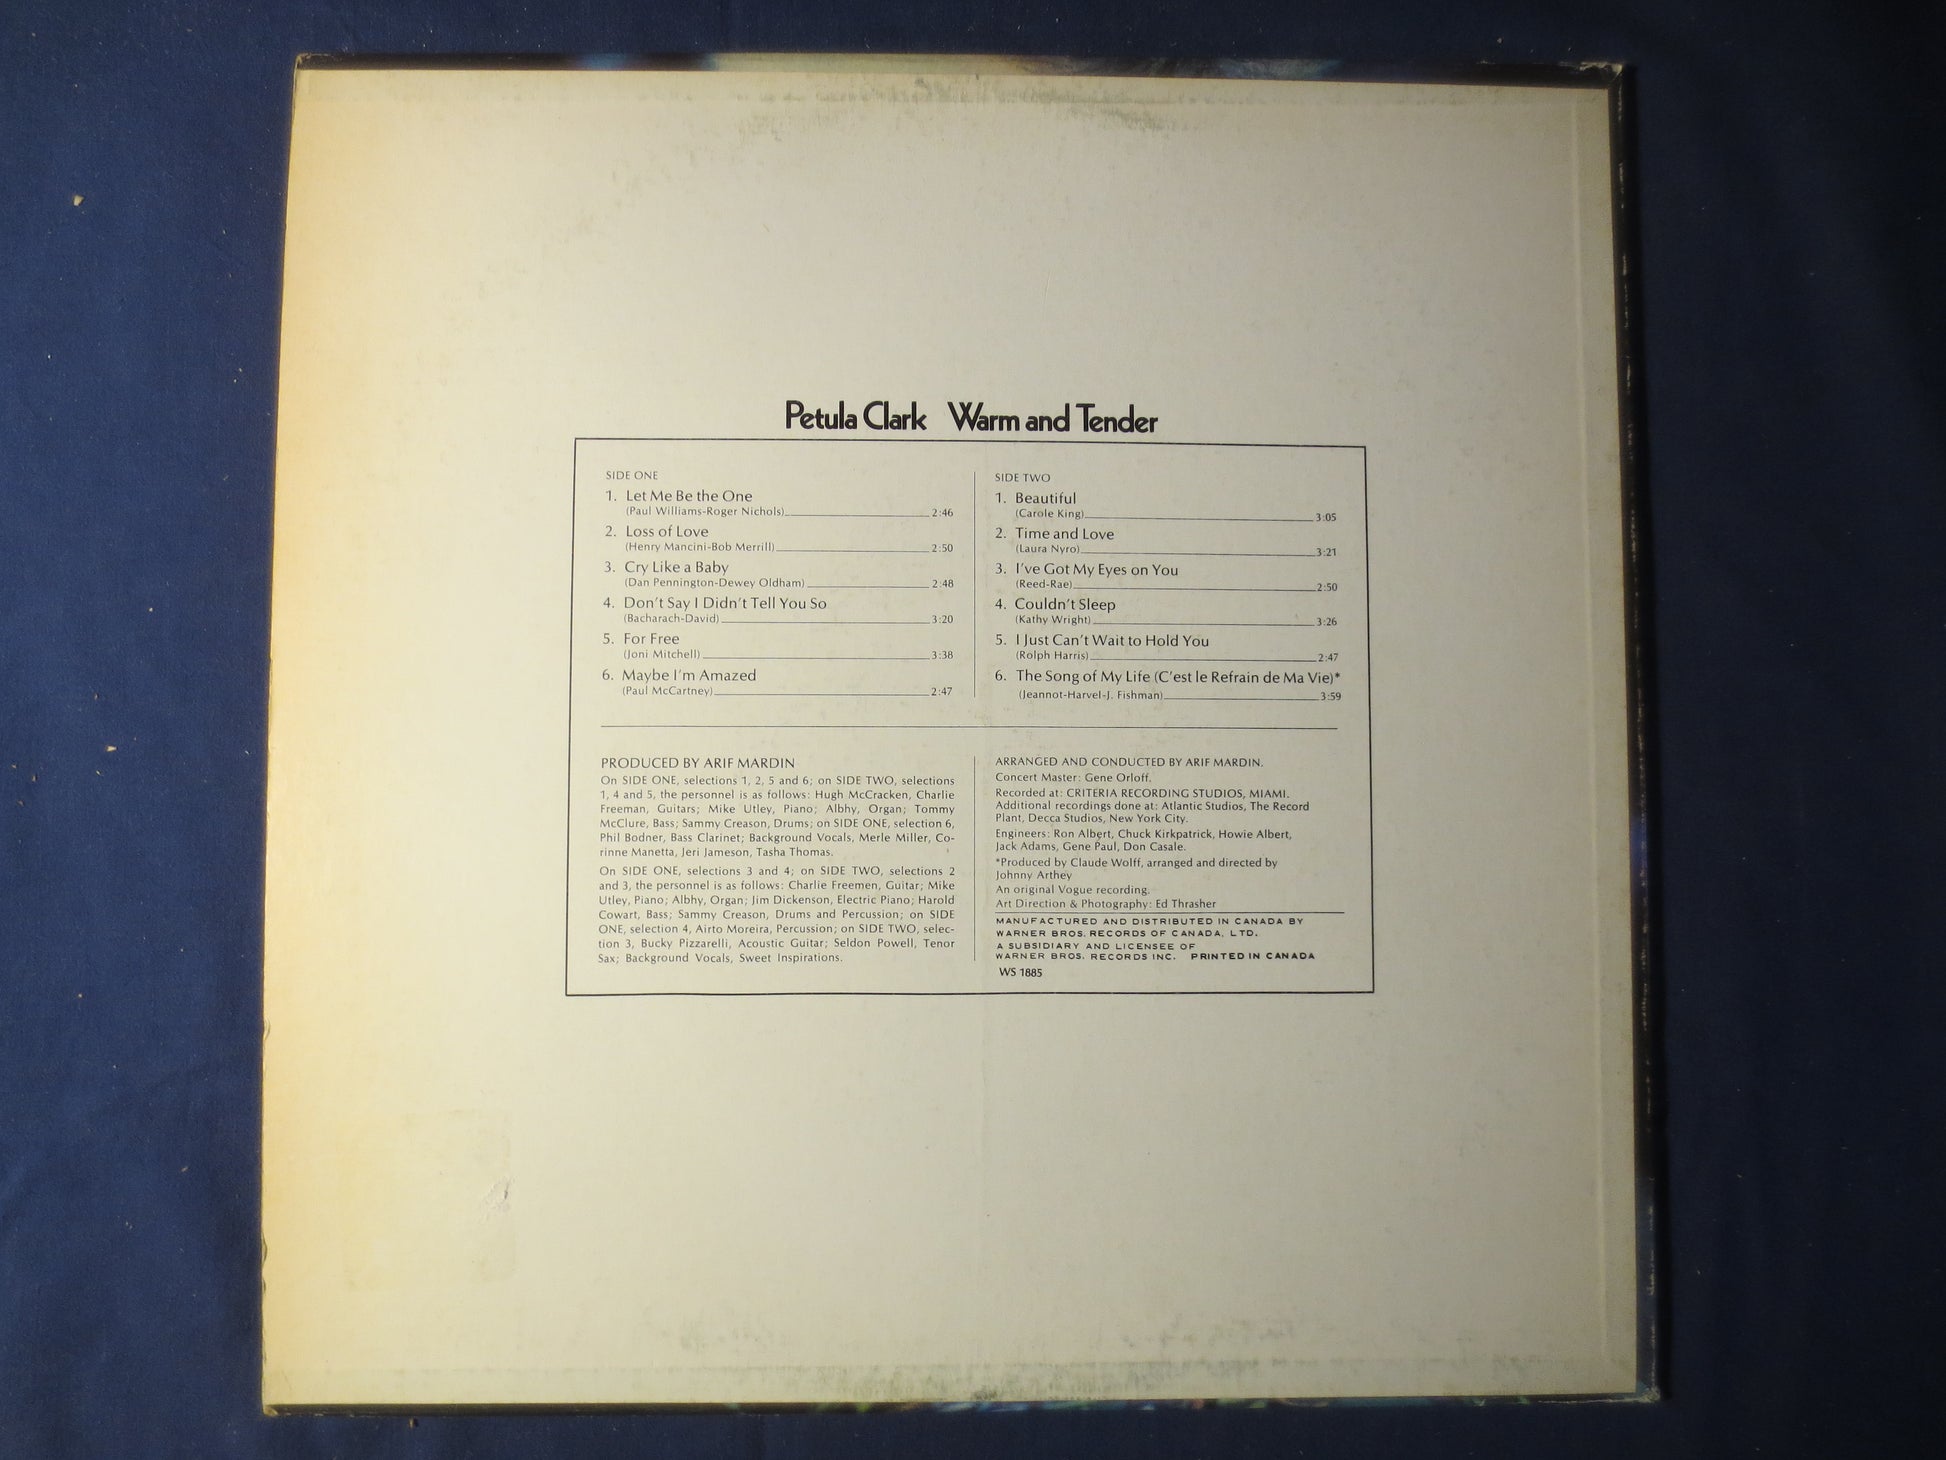 Petula Clark Warm and Tender
SIDE ONE
1. Let Me Be the One
(Paul Williams-Roger Nichols) 2:46
2. Loss of Love
(Henry Mancini-Bob Merrill) 2:50
3. Cry Like a Baby
(Dan Pennington-Dewey Oldham) 2:48
4. Don't Say I Didn't Tell You So
(Bacharach-David) 3:20
5. For Free
(Joni Mitchell) 3:38
6. Maybe I'm Amazed
(Paul McCartney) 2:47
SIDE TWO
1. Beautiful
(Carole King) 3:05
2. Time and Love
(Laura Nyro) 3:21
3. I've Got My Eyes on You
(Reed-Rae) 2:50
4. Couldn't Sleep
(Kathy Wright) 3:26
5. I Just Can't Wait to Hold You
(Rolph Harris) 2:47
6. The Song of My Life (C'est le Refrain de Ma Vie)*
(Jeannot-Harvel-J. Fishman) 3:59
PRODUCED BY ARIF MARDIN
On SIDE ONE, selections 1, 2, 5 and 6; on SIDE TWO, selections
1, 4 and 5, the personnel is as follows: Hugh McCracken, Charlie
Freeman, Guitars; Mike Utley, Piano; Albhy, Organ; Tommy
McClure, Bass; Sammy Creason, Drums; on SIDE ONE, selection 6,
Phil Bodner, Bass Clarinet; Background Vocals, Merle Miller, Co-
rinne Manetta, Jeri Jameson, Tasha Thomas.
On SIDE ONE, selections 3 and 4; on SIDE TWO, selections 2
and 3, the personnel is as follows: Charlie Freemen, Guitar; Mike
Utley, Piano; Albhy, Organ; Jim Dickenson, Electric Piano; Harold
Cowart, Bass; Sammy Creason, Drums and Percussion; on SIDE
ONE, selection 4, Airto Moreira, Percussion; on SIDE TWO, selec-
tion 3, Bucky Pizzarelli, Acoustic Guitar; Seldon Powell, Tenor
Sax; Background Vocals, Sweet Inspirations.
ARRANGED AND CONDUCTED BY ARIF MARDIN.
Concert Master: Gene Orloff.
Recorded at: CRITERIA RECORDING STUDIOS, MIAMI.
Additional recordings done at: Atlantic Studios, The Record
Plant, Decca Studios, New York City.
Engineers: Ron Albert, Chuck Kirkpatrick, Howie Albert,
Jack Adams, Gene Paul, Don Casale.
*Produced by Claude Wolff, arranged and directed by
Johnny Arthey
An original Vogue recording.
Art Direction & Photography: Ed Thrasher
MANUFACTURED AND DISTRIBUTED IN CANADA BY
WARNER BROS. RECORDS OF CANADA, LTD.
A SUBSIDIARY AND LICENSEE OF
WARNER BROS. RECORDS INC. PRINTED IN CANADA
WS 1885